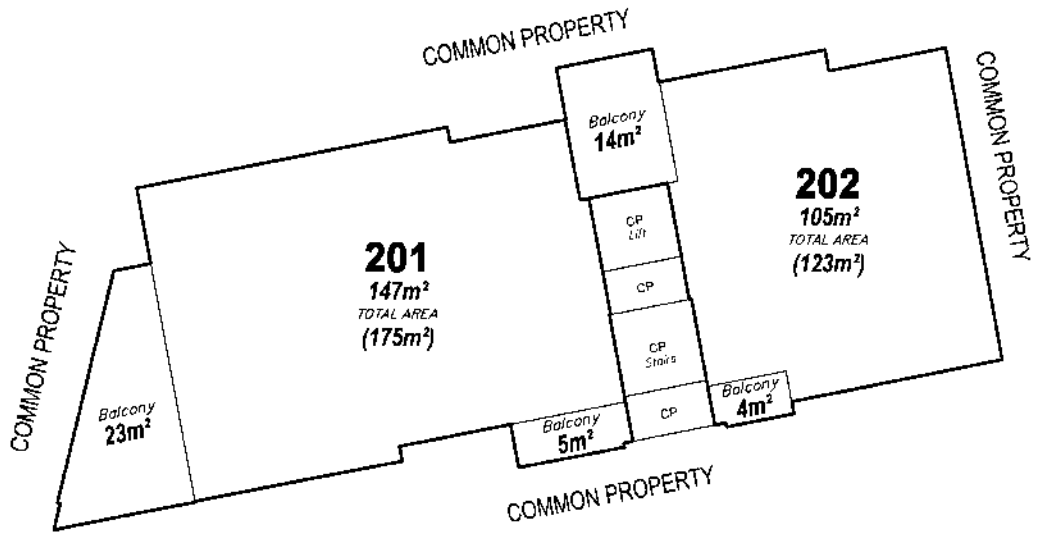 COMMON PROPERTY
COMMON PROPERTY
Balcony
14m²
202
105m²
TOTAL AREA
(123m²)
CP
Lift
201
147m²
TOTAL AREA
(175m²)
CP
COMMON PROPERTY
CP
Stairs
Balcony
23m²
Balcony
5m²
CP
Balcony
4m²
COMMON PROPERTY